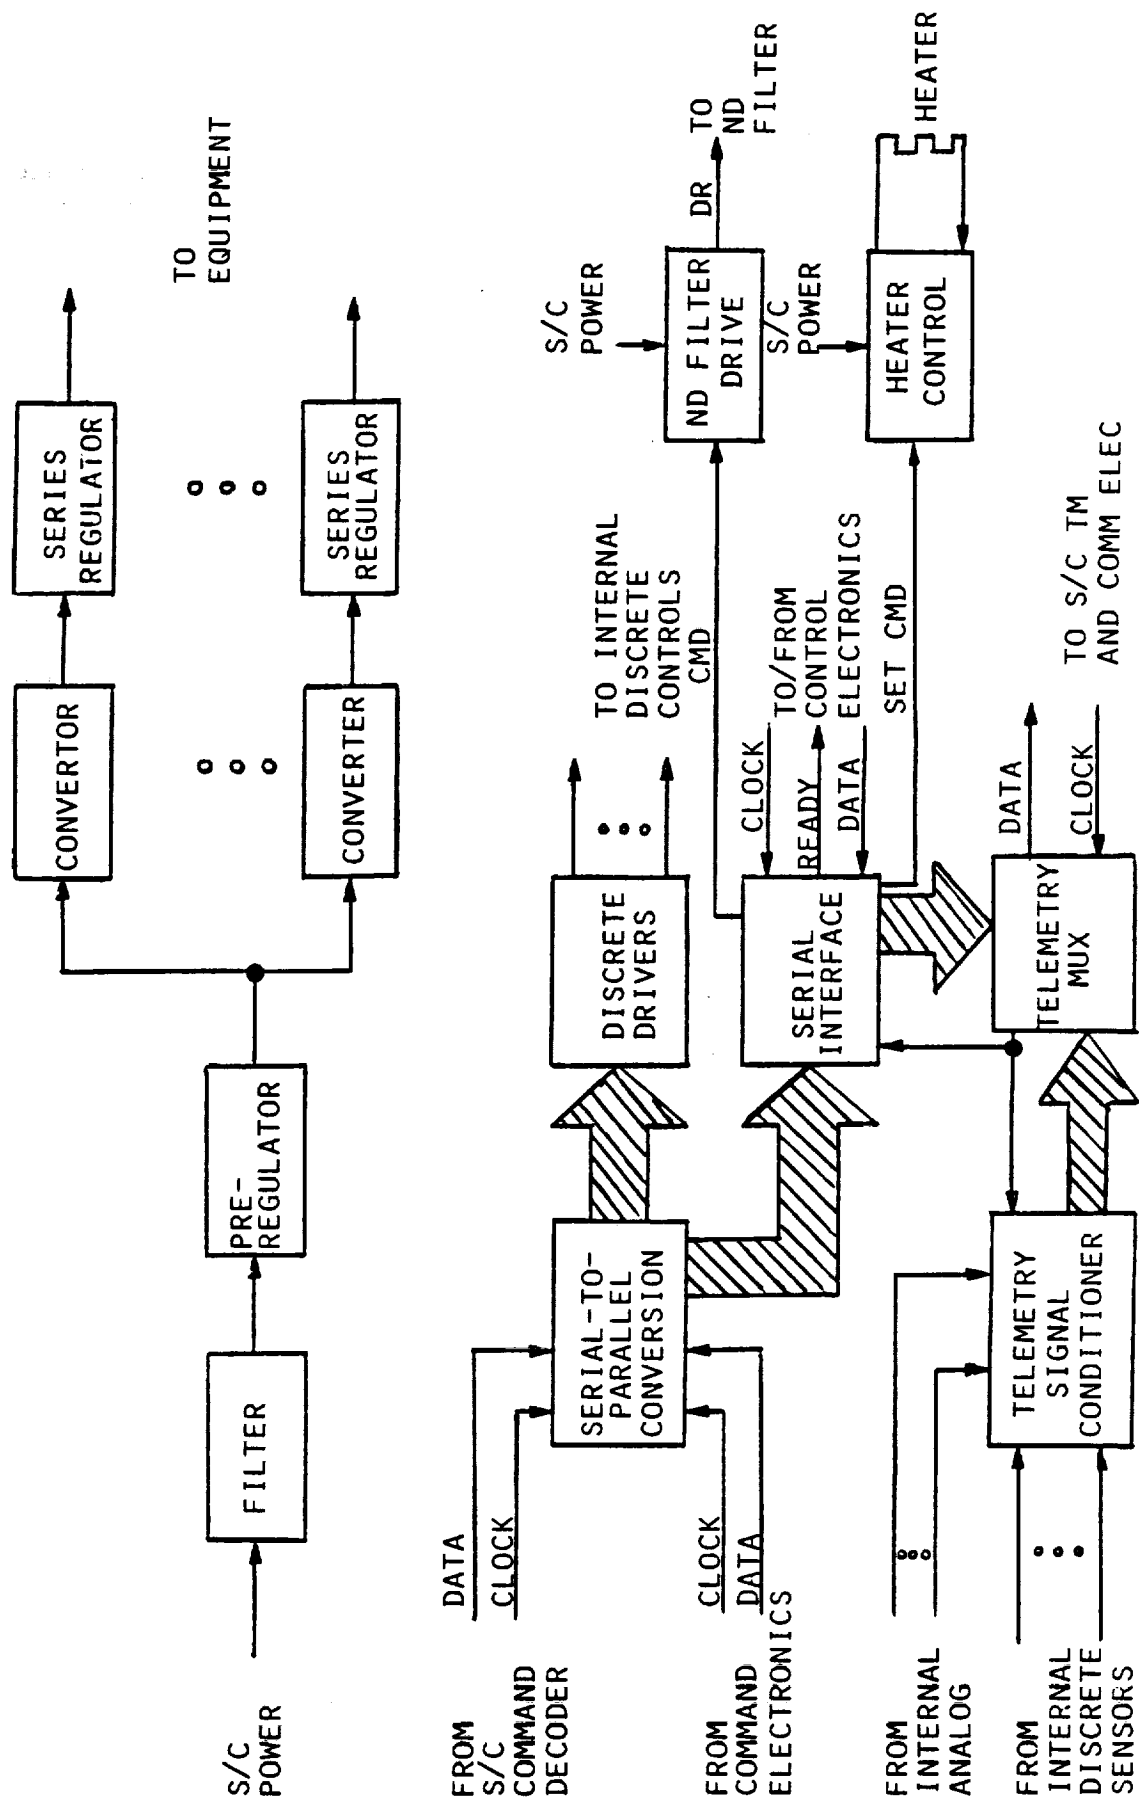 S/C
POWER
FILTER
PRE-
REGULATOR
CONVERTOR
SERIES
REGULATOR
CONVERTER
SERIES
REGULATOR
TO
EQUIPMENT
FROM
S/C
COMMAND
DECODER
DATA
CLOCK
FROM
COMMAND
ELECTRONICS
CLOCK
DATA
SERIAL-TO-
PARALLEL
CONVERSION
DISCRETE
DRIVERS
TO INTERNAL
DISCRETE
CONTROLS
SERIAL
INTERFACE
CMD
CLOCK
READY
DATA
TO/FROM
CONTROL
ELECTRONICS
SET CMD
S/C
POWER
ND FILTER
DRIVE
DR
TO
ND
FILTER
S/C
POWER
HEATER
CONTROL
HEATER
FROM
INTERNAL
ANALOG
FROM
INTERNAL
DISCRETE
SENSORS
TELEMETRY
SIGNAL
CONDITIONER
TELEMETRY
MUX
DATA
CLOCK
TO S/C TM
AND COMM ELEC